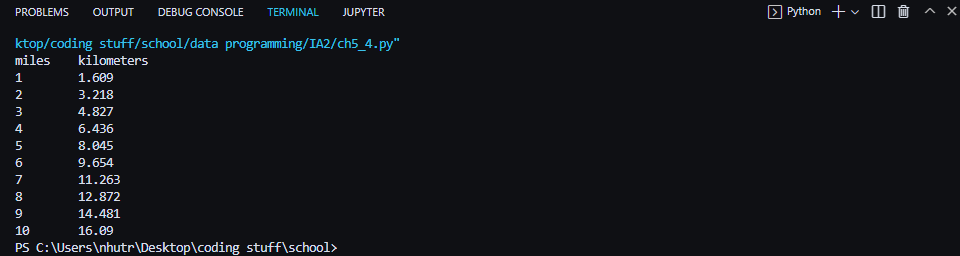 PROBLEMS OUTPUT DEBUG CONSOLE TERMINAL JUPYTER Python
ktop/coding stuff/school/data programming/IA2/ch5_4.py"
miles kilometers
1 1.609
2 3.218
3 4.827
4 6.436
5 8.045
6 9.654
7 11.263
8 12.872
9 14.481
10 16.09
PS C:\Users\nhutr\Desktop\coding stuff\school>